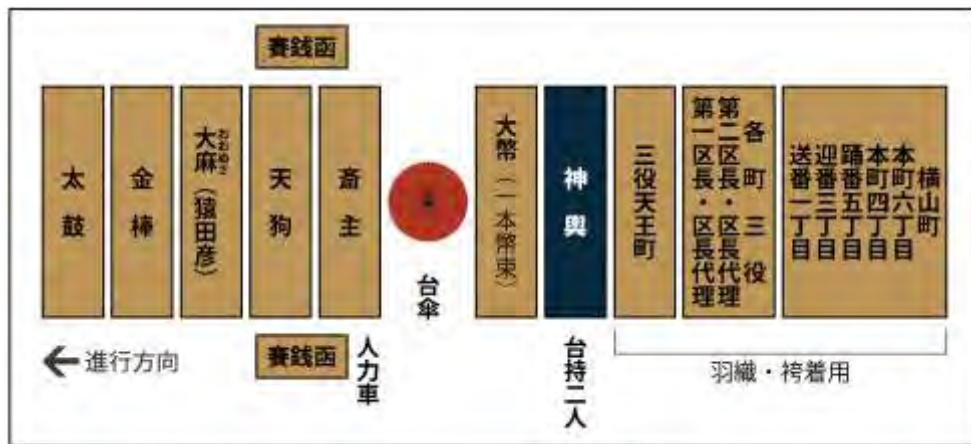 賽銭函
太鼓
金棒
大麻（猿田彦）
おおぬさ
天狗
斎主
台傘
大幣（一本幣束）
神輿
三役天王町
各町三役
第二区長・区長代理
第一区長・区長代理
横山町
本町六丁目
本町四丁目
踊番五丁目
迎番三丁目
送番一丁目
賽銭函
人力車
台持二人
←進行方向
羽織・袴着用